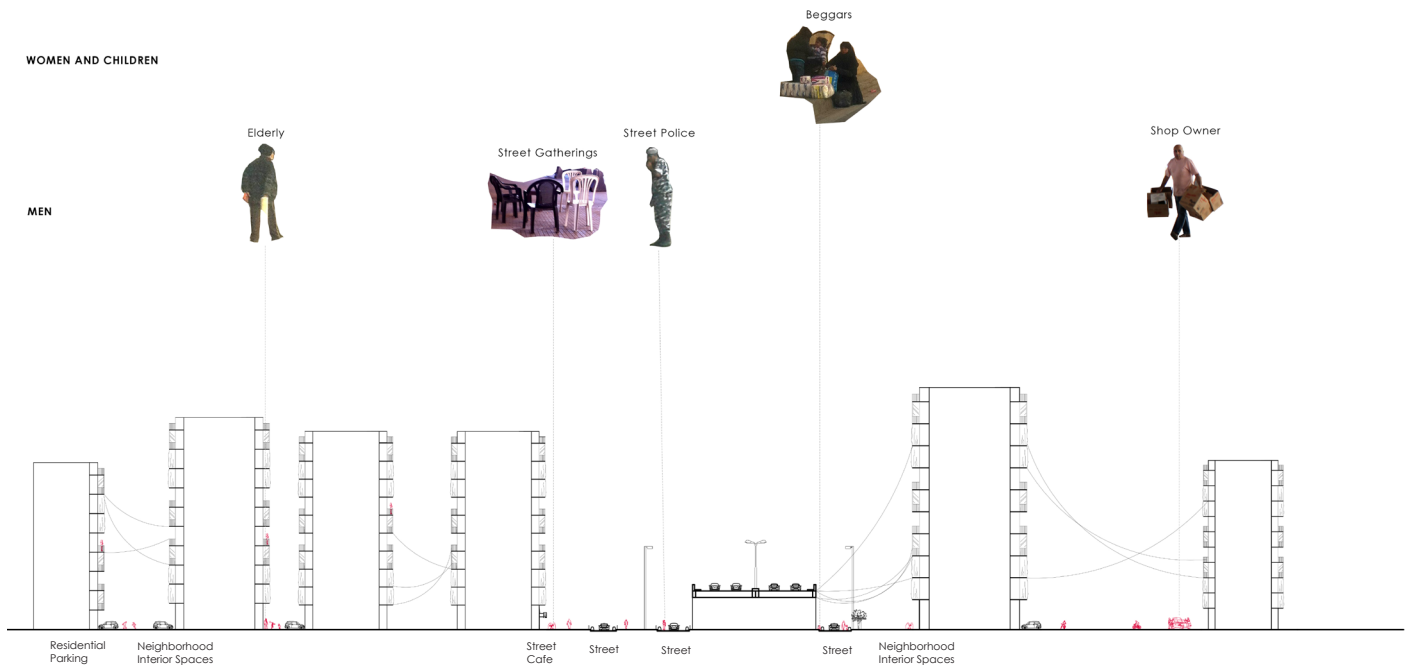 Beggars
WOMEN AND CHILDREN
Elderly
Street Police
Shop Owner
Street Gatherings
MEN
Residential
Parking
Neighborhood
Interior Spaces
Street
Cafe
Street
Street
Street
Neighborhood
Interior Spaces